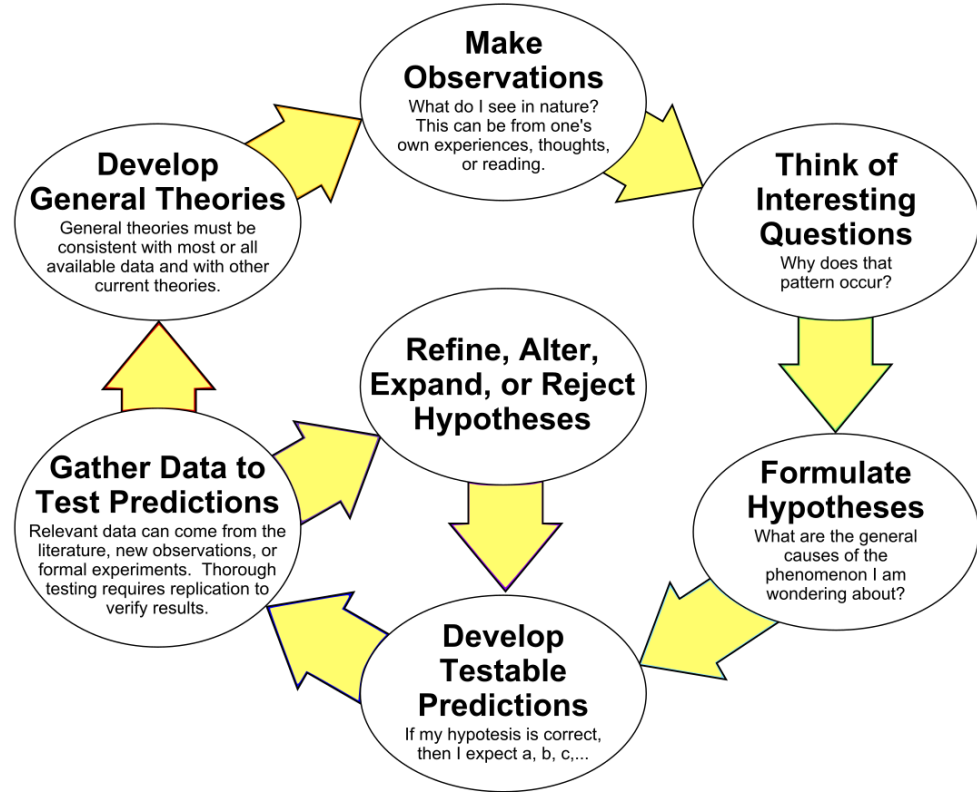 Make
Observations
What do I see in nature?
This can be from one's
own experiences, thoughts,
or reading.
Think of
Interesting
Questions
Why does that
pattern occur?
Formulate
Hypotheses
What are the general
causes of the
phenomenon I am
wondering about?
Develop
Testable
Predictions
If my hypotesis is correct,
then I expect a, b, c,...
Gather Data to
Test Predictions
Relevant data can come from the
literature, new observations, or
formal experiments. Thorough
testing requires replication to
verify results.
Refine, Alter,
Expand, or Reject
Hypotheses
Develop
General Theories
General theories must be
consistent with most or all
available data and with other
current theories.